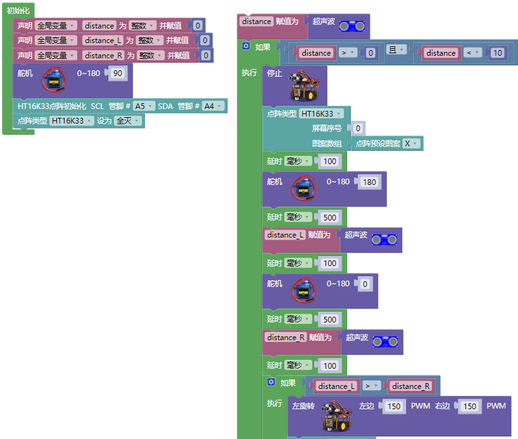 初始化
声明 全局变量 distance 为 整数 并赋值 0
声明 全局变量 distance_L 为 整数 并赋值 0
声明 全局变量 distance_R 为 整数 并赋值 0
舵机 0~180 90
HT16K33点阵初始化 SCL 管脚 # A5 SDA 管脚 # A4
点阵类型 HT16K33 设为 全灭
distance 赋值为 超声波
如果 distance > 0 且 distance < 10
执行 停止
点阵类型 HT16K33
屏幕序号 0
图案数组 点阵预设图案 X
延时 毫秒 100
舵机 0~180 180
延时 毫秒 500
distance_L 赋值为 超声波
延时 毫秒 100
舵机 0~180 0
延时 毫秒 500
distance_R 赋值为 超声波
延时 毫秒 100
如果 distance_L > distance_R
执行 左旋转 左边 150 PWM 右边 150 PWM